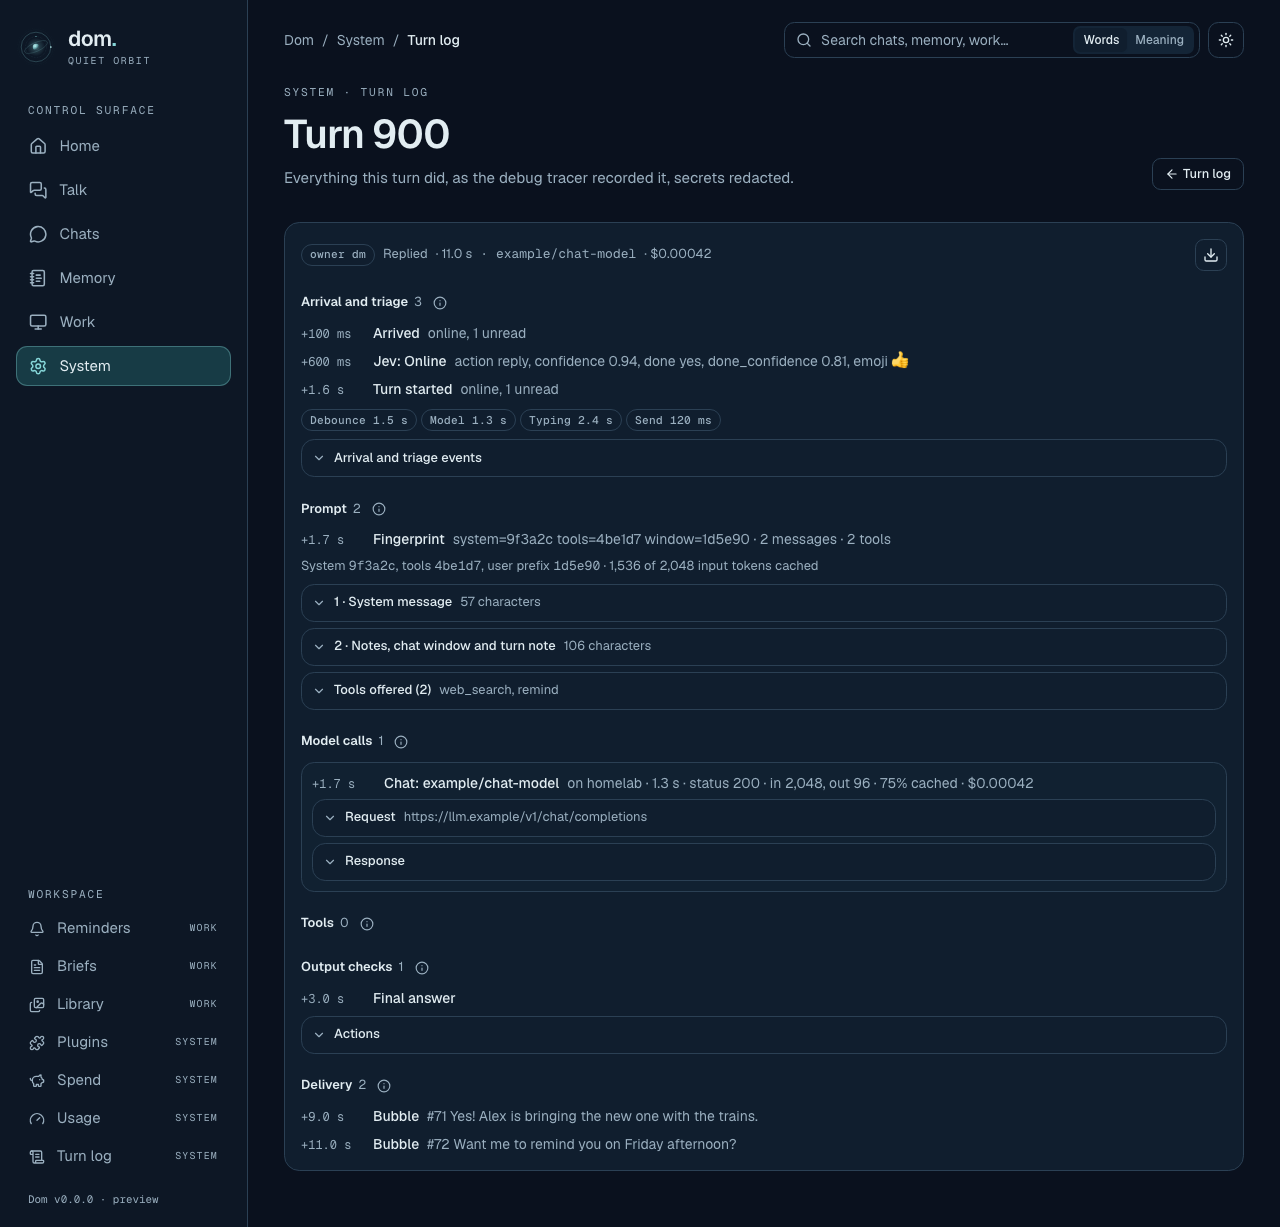 dom.
QUIET ORBIT
CONTROL SURFACE
Home
Talk
Chats
Memory
Work
System
WORKSPACE
Reminders WORK
Briefs WORK
Library WORK
Plugins SYSTEM
Spend SYSTEM
Usage SYSTEM
Turn log SYSTEM
Dom v0.0.0 · preview
Dom / System / Turn log
Search chats, memory, work... Words Meaning
SYSTEM · TURN LOG
Turn 900
Everything this turn did, as the debug tracer recorded it, secrets redacted.
← Turn log
owner dm Replied · 11.0 s · example/chat-model · $0.00042
Arrival and triage 3
+100 ms Arrived online, 1 unread
+600 ms Jev: Online action reply, confidence 0.94, done yes, done_confidence 0.81, emoji 👍
+1.6 s Turn started online, 1 unread
Debounce 1.5 s Model 1.3 s Typing 2.4 s Send 120 ms
Arrival and triage events
Prompt 2
+1.7 s Fingerprint system=9f3a2c tools=4be1d7 window=1d5e90 · 2 messages · 2 tools
System 9f3a2c, tools 4be1d7, user prefix 1d5e90 · 1,536 of 2,048 input tokens cached
1 · System message 57 characters
2 · Notes, chat window and turn note 106 characters
Tools offered (2) web_search, remind
Model calls 1
+1.7 s Chat: example/chat-model on homelab · 1.3 s · status 200 · in 2,048, out 96 · 75% cached · $0.00042
Request https://llm.example/v1/chat/completions
Response
Tools 0
Output checks 1
+3.0 s Final answer
Actions
Delivery 2
+9.0 s Bubble #71 Yes! Alex is bringing the new one with the trains.
+11.0 s Bubble #72 Want me to remind you on Friday afternoon?